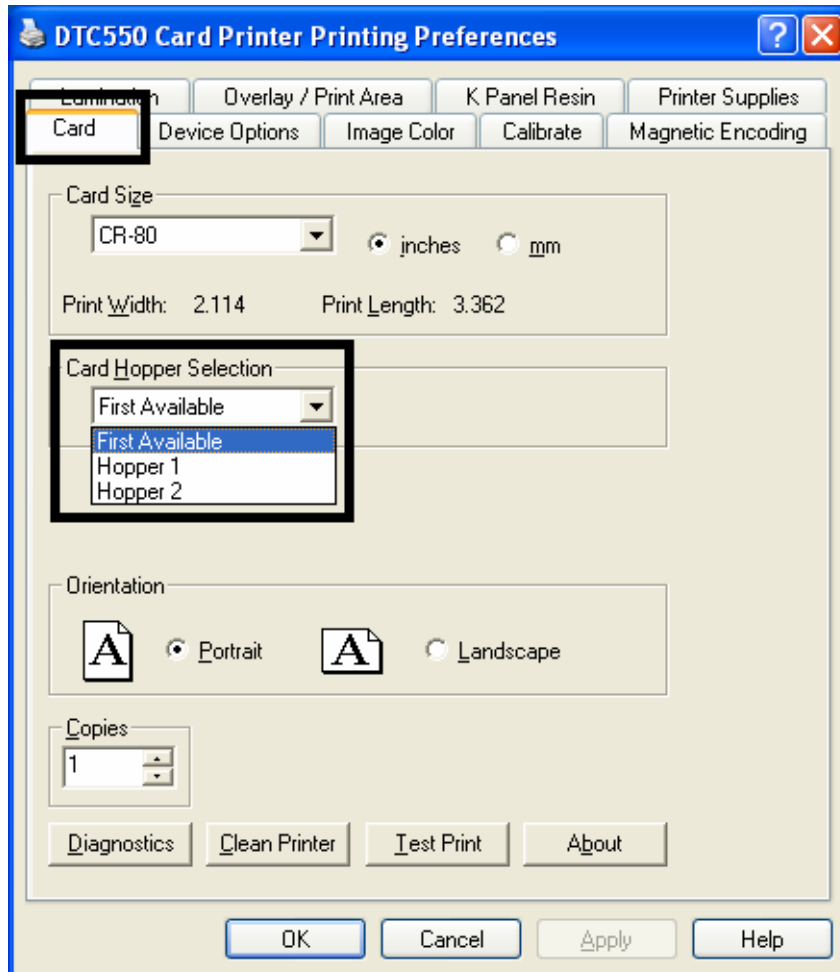 DTC550 Card Printer Printing Preferences
Lamination Overlay / Print Area K Panel Resin Printer Supplies
Card Device Options Image Color Calibrate Magnetic Encoding
Card Size
CR-80 inches mm
Print Width: 2.114 Print Length: 3.362
Card Hopper Selection
First Available
First Available
Hopper 1
Hopper 2
Orientation
A Portrait A Landscape
Copies
1
Diagnostics Clean Printer Test Print About
OK Cancel Apply Help